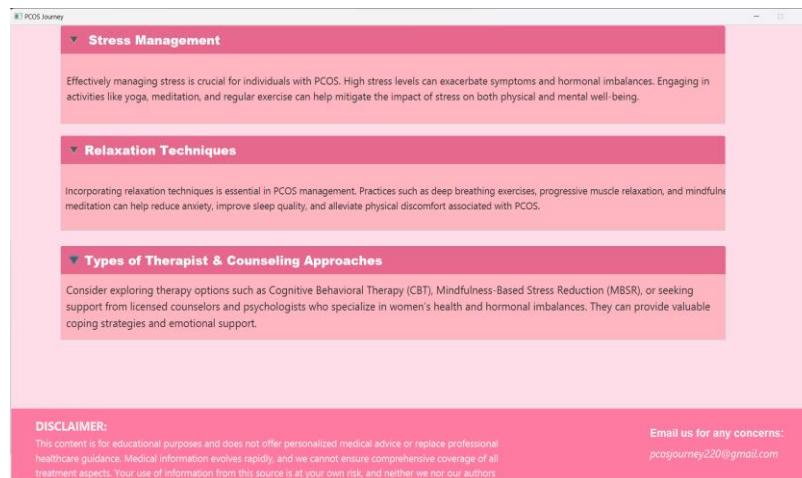 PCOS Journey
Stress Management
Effectively managing stress is crucial for individuals with PCOS. High stress levels can exacerbate symptoms and hormonal imbalances. Engaging in
activities like yoga, meditation, and regular exercise can help mitigate the impact of stress on both physical and mental well-being.
Relaxation Techniques
Incorporating relaxation techniques is essential in PCOS management. Practices such as deep breathing exercises, progressive muscle relaxation, and mindfulne
meditation can help reduce anxiety, improve sleep quality, and alleviate physical discomfort associated with PCOS.
Types of Therapist & Counseling Approaches
Consider exploring therapy options such as Cognitive Behavioral Therapy (CBT), Mindfulness-Based Stress Reduction (MBSR), or seeking
support from licensed counselors and psychologists who specialize in women's health and hormonal imbalances. They can provide valuable
coping strategies and emotional support.
DISCLAIMER:
This content is for educational purposes and does not offer personalized medical advice or replace professional
healthcare guidance. Medical information evolves rapidly, and we cannot ensure comprehensive coverage of all
treatment aspects. Your use of information from this source is at your own risk, and neither we nor our authors
Email us for any concerns:
pcosjourney220@gmail.com